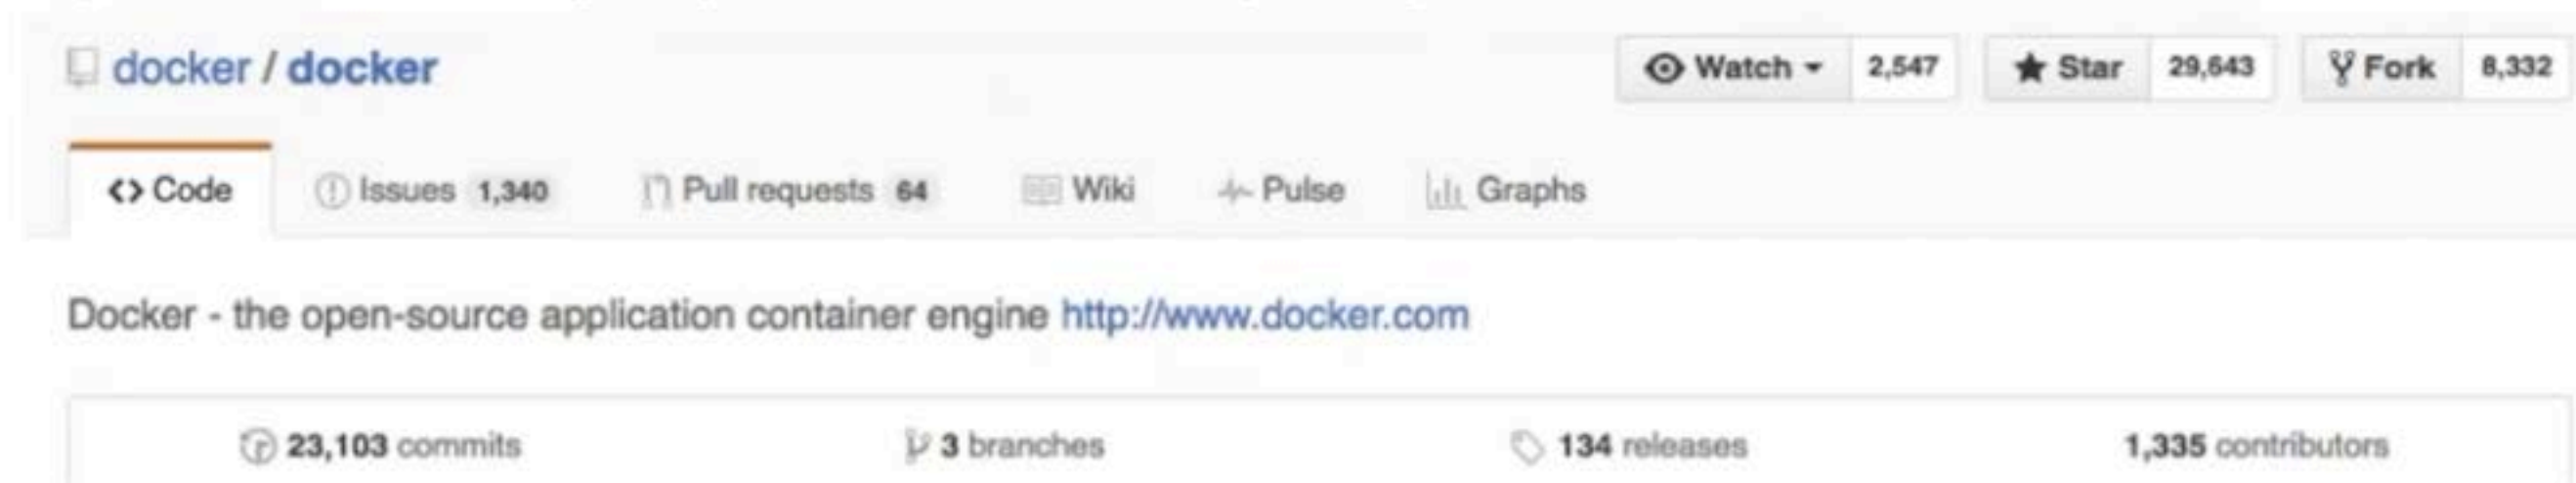 docker / docker Watch 2,547 Star 29,643 Fork 8,332
Code Issues 1,340 Pull requests 64 Wiki Pulse Graphs
Docker - the open-source application container engine http://www.docker.com
23,103 commits 3 branches 134 releases 1,335 contributors